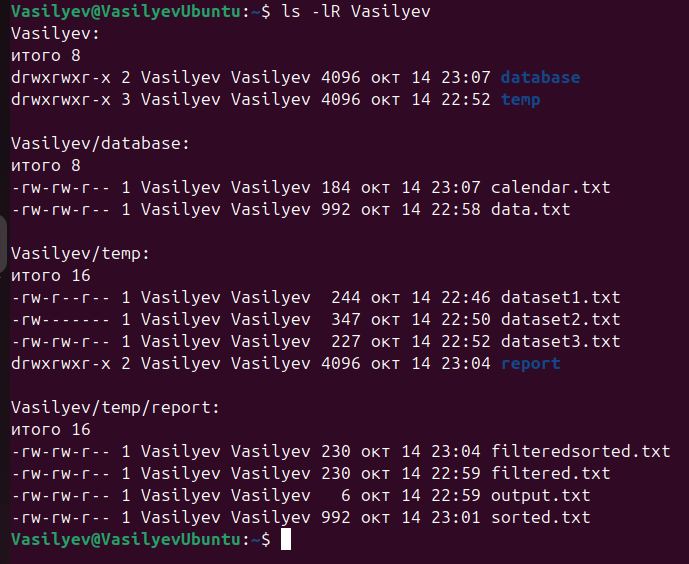 Vasilyev@VasilyevUbuntu:~$ ls -lR Vasilyev
Vasilyev:
итого 8
drwxrwxr-x 2 Vasilyev Vasilyev 4096 окт 14 23:07 database
drwxrwxr-x 3 Vasilyev Vasilyev 4096 окт 14 22:52 temp

Vasilyev/database:
итого 8
-rw-rw-r-- 1 Vasilyev Vasilyev 184 окт 14 23:07 calendar.txt
-rw-rw-r-- 1 Vasilyev Vasilyev 992 окт 14 22:58 data.txt

Vasilyev/temp:
итого 16
-rw-r--r-- 1 Vasilyev Vasilyev  244 окт 14 22:46 dataset1.txt
-rw------- 1 Vasilyev Vasilyev  347 окт 14 22:50 dataset2.txt
-rw-rw-r-- 1 Vasilyev Vasilyev  227 окт 14 22:52 dataset3.txt
drwxrwxr-x 2 Vasilyev Vasilyev 4096 окт 14 23:04 report

Vasilyev/temp/report:
итого 16
-rw-rw-r-- 1 Vasilyev Vasilyev 230 окт 14 23:04 filteredsorted.txt
-rw-rw-r-- 1 Vasilyev Vasilyev 230 окт 14 22:59 filtered.txt
-rw-rw-r-- 1 Vasilyev Vasilyev   6 окт 14 22:59 output.txt
-rw-rw-r-- 1 Vasilyev Vasilyev 992 окт 14 23:01 sorted.txt
Vasilyev@VasilyevUbuntu:~$